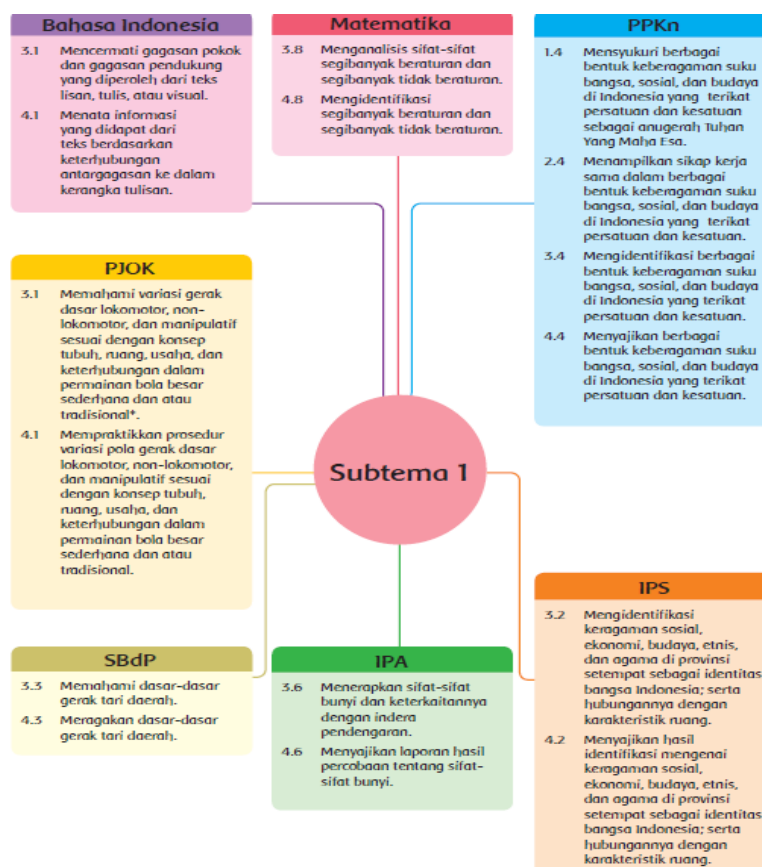 Bahasa Indonesia
3.1 Mencermati gagasan pokok
dan gagasan pendukung
yang diperoleh dari teks
lisan, tulis, atau visual.
4.1 Menata informasi
yang didapat dari
teks berdasarkan
keterhubungan
antargagasan ke dalam
kerangka tulisan.
Matematika
3.8 Menganalisis sifat-sifat
segibanyak beraturan dan
segibanyak tidak beraturan.
4.8 Mengidentifikasi
segibanyak beraturan dan
segibanyak tidak beraturan.
PPKn
1.4 Mensyukuri berbagai
bentuk keberagaman suku
bangsa, sosial, dan budaya
di Indonesia yang terikat
persatuan dan kesatuan
sebagai anugerah Tuhan
Yang Maha Esa.
2.4 Menampilkan sikap kerja
sama dalam berbagai
bentuk keberagaman suku
bangsa, sosial, dan budaya
di Indonesia yang terikat
persatuan dan kesatuan.
3.4 Mengidentifikasi berbagai
bentuk keberagaman suku
bangsa, sosial, dan budaya
di Indonesia yang terikat
persatuan dan kesatuan.
4.4 Menyajikan berbagai
bentuk keberagaman suku
bangsa, sosial, dan budaya
di Indonesia yang terikat
persatuan dan kesatuan.
PJOK
3.1 Memahami variasi gerak
dasar lokomotor, non-
lokomotor, dan manipulatif
sesuai dengan konsep
tubuh, ruang, usaha, dan
keterhubungan dalam
permainan bola besar
sederhana dan atau
tradisional*.
4.1 Mempraktikkan prosedur
variasi pola gerak dasar
lokomotor, non-lokomotor,
dan manipulatif sesuai
dengan konsep tubuh,
ruang, usaha, dan
keterhubungan dalam
permainan bola besar
sederhana dan atau
tradisional.
Subtema 1
SBdP
3.3 Memahami dasar-dasar
gerak tari daerah.
4.3 Meragakan dasar-dasar
gerak tari daerah.
IPA
3.6 Menerapkan sifat-sifat
bunyi dan keterkaitannya
dengan indera
pendengaran.
4.6 Menyajikan laporan hasil
percobaan tentang sifat-
sifat bunyi.
IPS
3.2 Mengidentifikasi
keragaman sosial,
ekonomi, budaya, etnis,
dan agama di provinsi
setempat sebagai identitas
bangsa Indonesia; serta
hubungannya dengan
karakteristik ruang.
4.2 Menyajikan hasil
identifikasi mengenai
keragaman sosial,
ekonomi, budaya, etnis,
dan agama di provinsi
setempat sebagai identitas
bangsa Indonesia; serta
hubungannya dengan
karakteristik ruang.